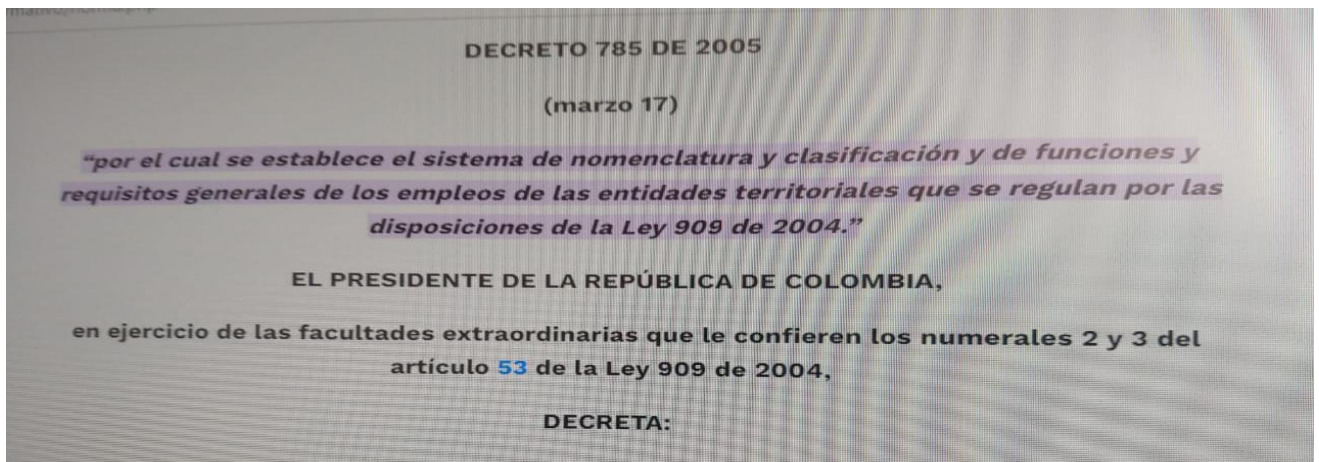 DECRETO 785 DE 2005
(marzo 17)
“por el cual se establece el sistema de nomenclatura y clasificación y de funciones y
requisitos generales de los empleos de las entidades territoriales que se regulan por las
disposiciones de la Ley 909 de 2004.”
EL PRESIDENTE DE LA REPÚBLICA DE COLOMBIA,
en ejercicio de las facultades extraordinarias que le confieren los numerales 2 y 3 del
artículo 53 de la Ley 909 de 2004,
DECRETA: